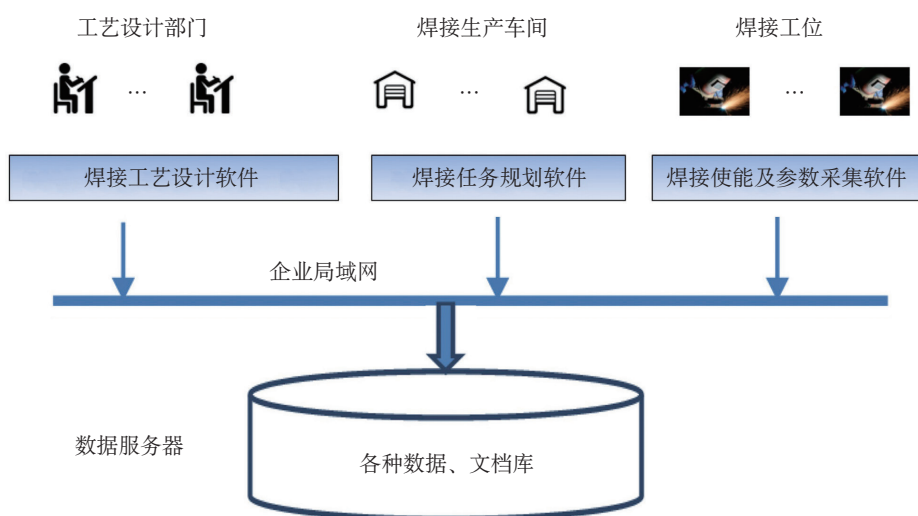 工艺设计部门
焊接生产车间
焊接工位
…
…
…
焊接工艺设计软件
焊接任务规划软件
焊接使能及参数采集软件
企业局域网
数据服务器
各种数据、文档库